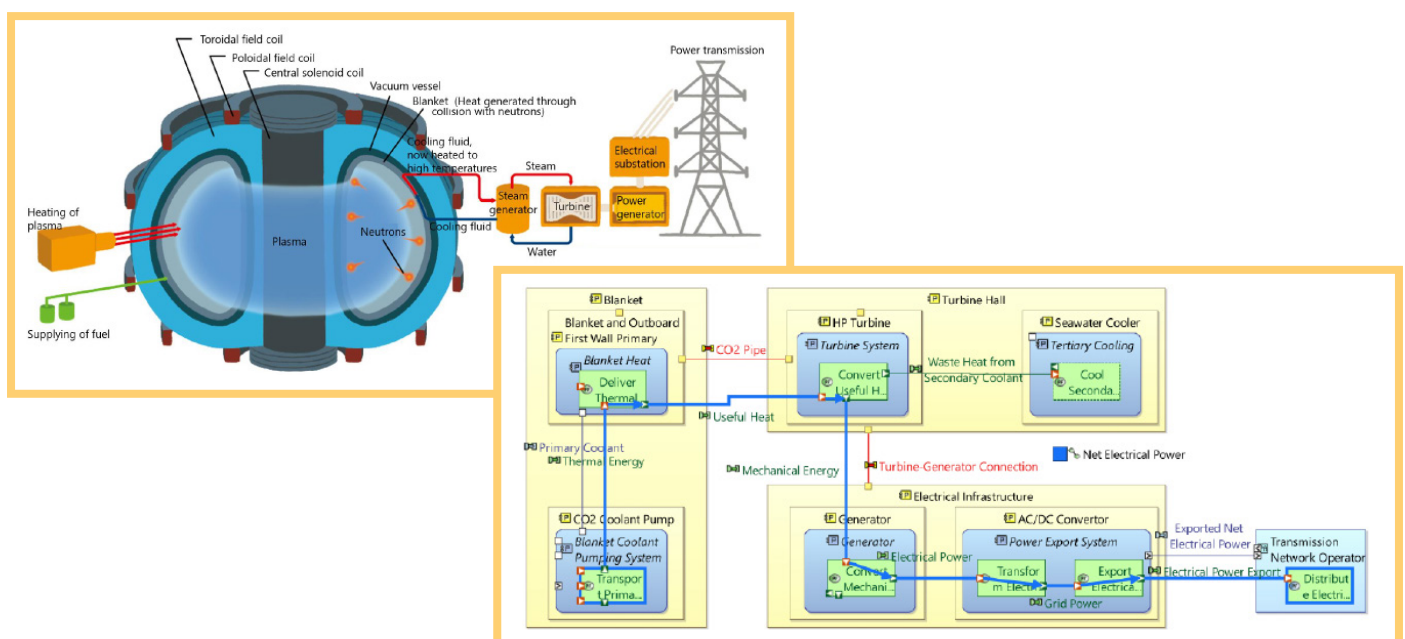 Toroidal field coil
Poloidal field coil
Central solenoid coil
Vacuum vessel
Blanket (Heat generated through
collision with neutrons)
Cooling fluid,
now heated to
high temperatures
Steam
Steam
generator
Turbine
Power
generator
Electrical
substation
Power transmission
Cooling fluid
Water
Heating of
plasma
Plasma
Neutrons
Supplying of fuel
Blanket
Blanket and Outboard
First Wall Primary
Blanket Heat
Deliver
Thermal
CO2 Pipe
Turbine Hall
HP Turbine
Turbine System
Convert
Useful H...
Waste Heat from
Secondary Coolant
Seawater Cooler
Tertiary Cooling
Cool
Seconda...
Useful Heat
Primary Coolant
Thermal Energy
Net Electrical Power
Mechanical Energy
Turbine-Generator Connection
CO2 Coolant Pump
Blanket Coolant
Pumping System
Transpor
t Prima...
Electrical Infrastructure
Generator
Generator
Electrical Power
Convert
Mechani...
AC/DC Convertor
Power Export System
Transfor
m Electri...
Export
Electrica...
Grid Power
Exported Net
Electrical Power
Transmission
Network Operator
Electrical Power Export
Distribut
e Electri...